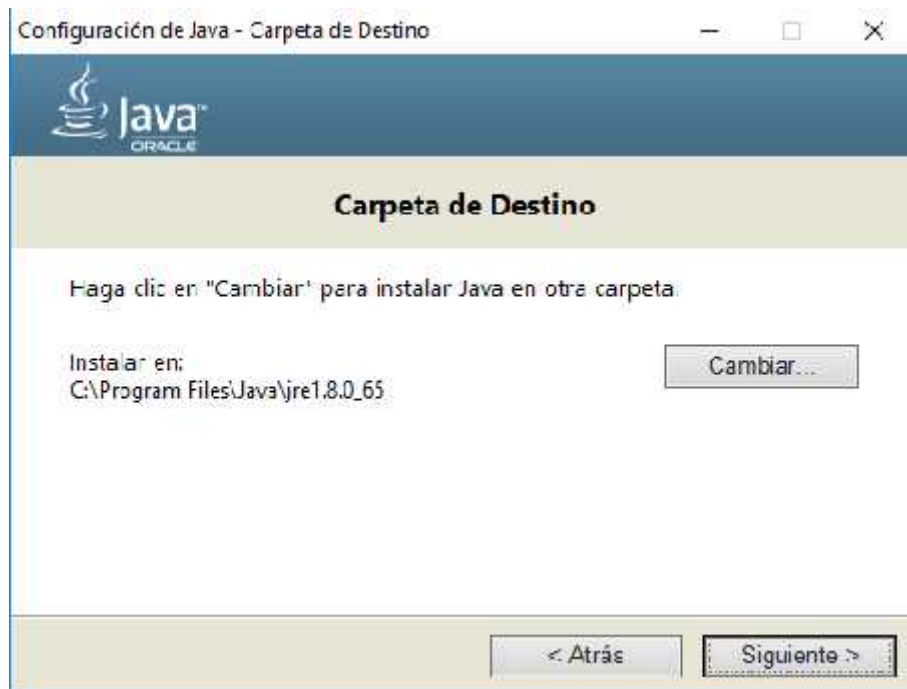 Configuración de Java - Carpeta de Destino
Java™
ORACLE
Carpeta de Destino
Haga clic en "Cambiar" para instalar Java en otra carpeta.
Instalar en:
Cambiar...
C:\Program Files\Java\jre1.8.0_65
< Atrás
Siguiente >